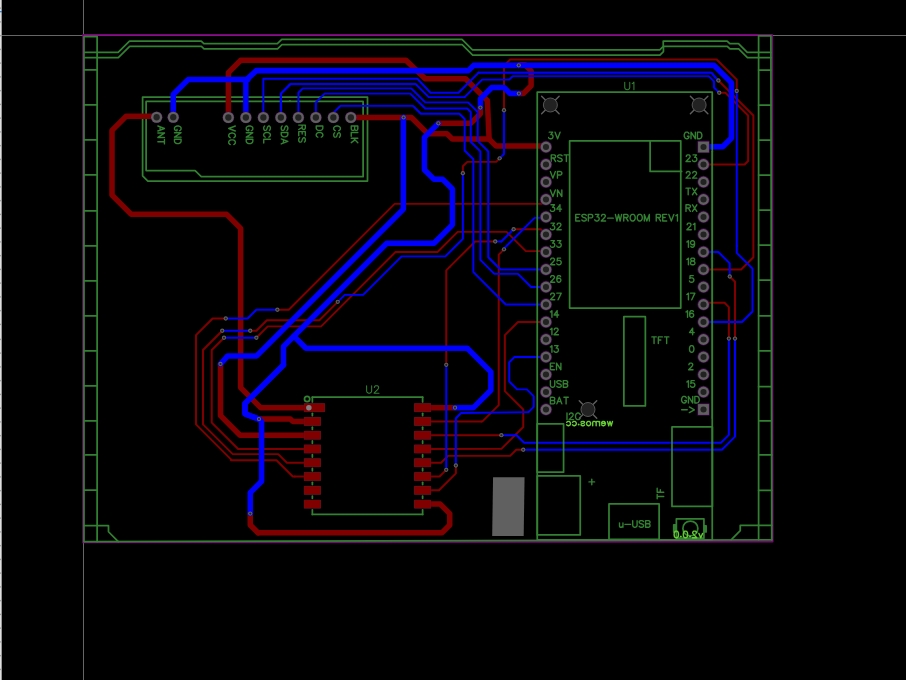 U1
ANT
GND
VCC
GND
SCL
SDA
RES
DC
CS
BLK
3V
RST
VP
VN
34
32
33
25
26
27
14
12
13
EN
USB
BAT
GND
23
22
TX
RX
21
19
18
5
17
16
4
0
2
15
GND
->
ESP32-WROOM REV1
TFT
U2
I2C
wemos.cc
+
TF
u-USB
v2.0.0